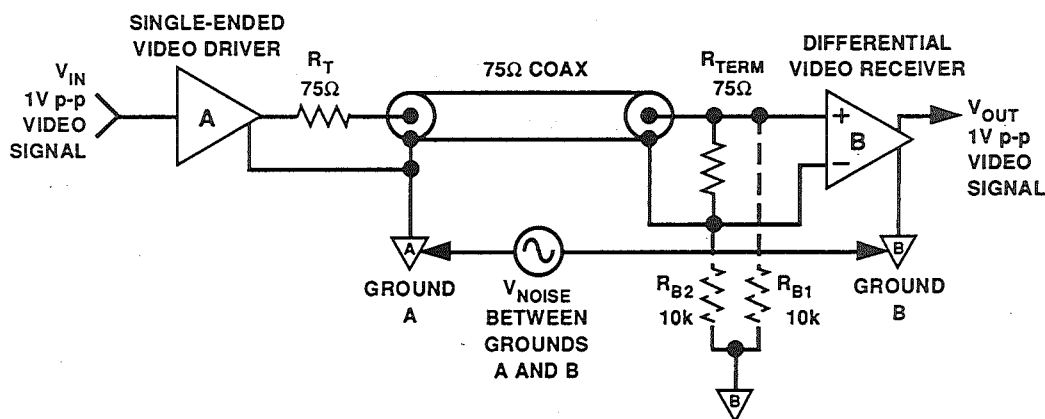 SINGLE-ENDED
VIDEO DRIVER
V_IN
1V p-p
VIDEO
SIGNAL
A
R_T
75Ω
75Ω COAX
R_TERM
75Ω
DIFFERENTIAL
VIDEO RECEIVER
+
B
−
V_OUT
1V p-p
VIDEO
SIGNAL
A
GROUND
A
V_NOISE
BETWEEN
GROUNDS
A AND B
R_B2
10k
R_B1
10k
B
GROUND
B
B